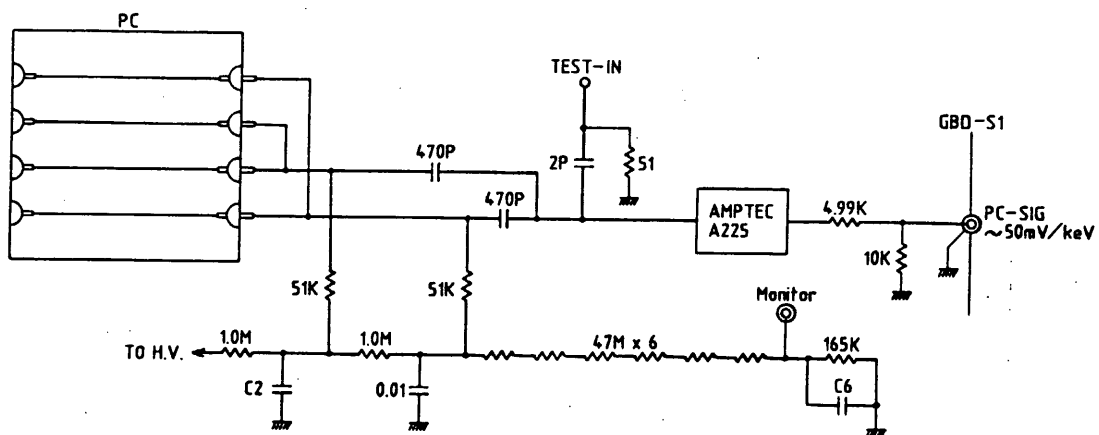 PC
TEST-IN
GBD-S1
470P
2P
51
470P
AMPTEC
A225
4.99K
PC-SIG
~50mV/keV
10K
51K
51K
Monitor
1.0M
1.0M
47M x 6
165K
TO H.V.
C2
0.01
C6